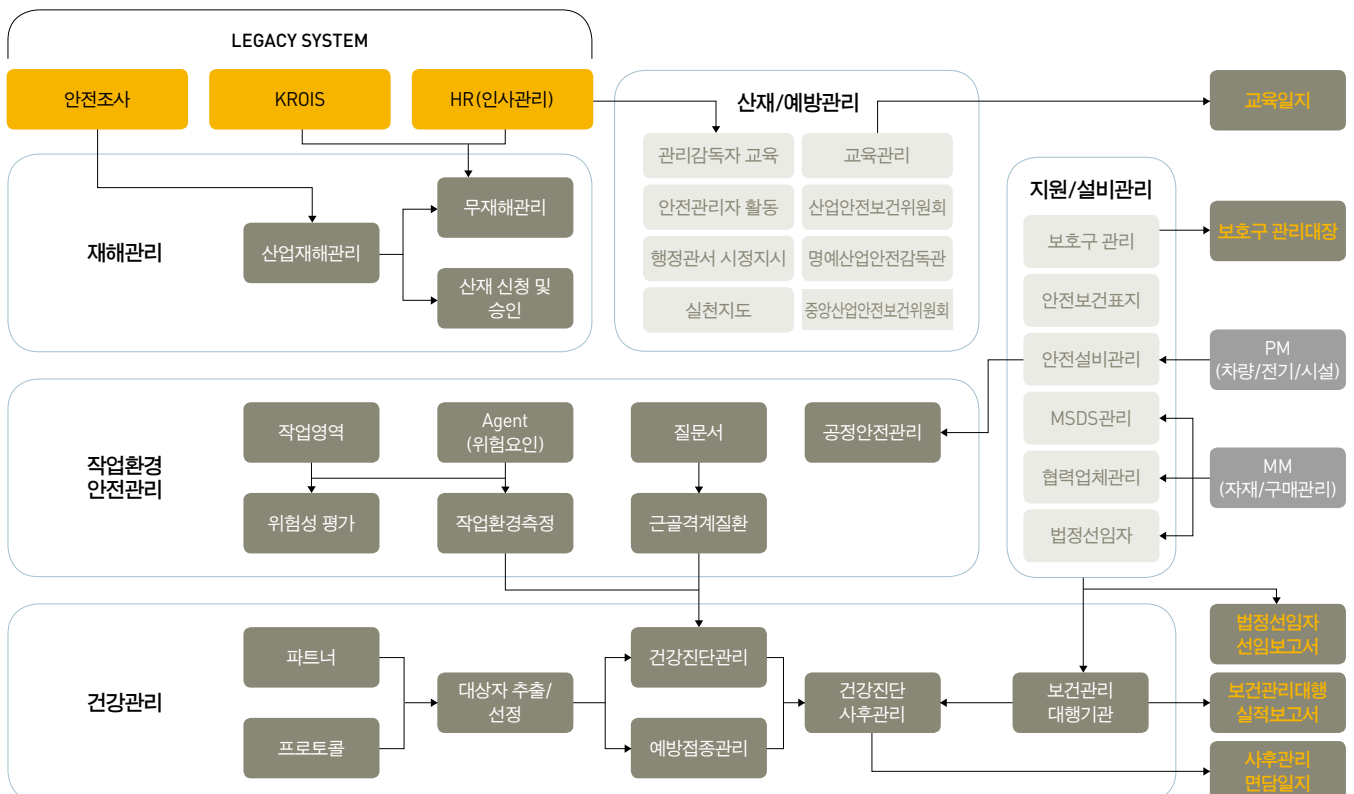 LEGACY SYSTEM
안전조사
KROIS
HR(인사관리)
산재/예방관리
교육일지
관리감독자 교육
교육관리
안전관리자 활동
산업안전보건위원회
행정관서 시정지시
명예산업안전감독관
실천지도
중앙산업안전보건위원회
재해관리
산업재해관리
무재해관리
산재 신청 및
승인
지원/설비관리
보호구 관리
안전보건표지
안전설비관리
MSDS관리
협력업체관리
법정선임자
보호구 관리대장
PM
(차량/전기/시설)
MM
(자재/구매관리)
작업환경
안전관리
작업영역
Agent
(위험요인)
질문서
공정안전관리
위험성 평가
작업환경측정
근골격계질환
건강관리
파트너
프로토콜
대상자 추출/
선정
건강진단관리
예방접종관리
건강진단
사후관리
보건관리
대행기관
법정선임자
선임보고서
보건관리대행
실적보고서
사후관리
면담일지